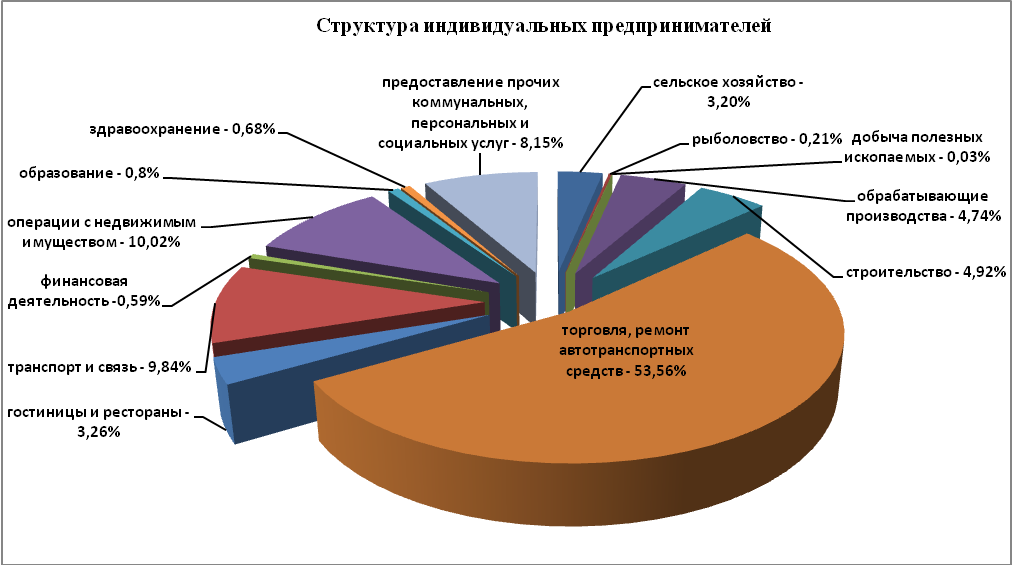 Структура индивидуальных предпринимателей
предоставление прочих
коммунальных,
персональных и
социальных услуг - 8,15%
сельское хозяйство -
3,20%
рыболовство - 0,21%
добыча полезных
ископаемых - 0,03%
обрабатывающие
производства - 4,74%
строительство - 4,92%
торговля, ремонт
автотранспортных
средств - 53,56%
гостиницы и рестораны -
3,26%
транспорт и связь - 9,84%
финансовая
деятельность -0,59%
операции с недвижимым
имуществом - 10,02%
образование - 0,8%
здравоохранение - 0,68%